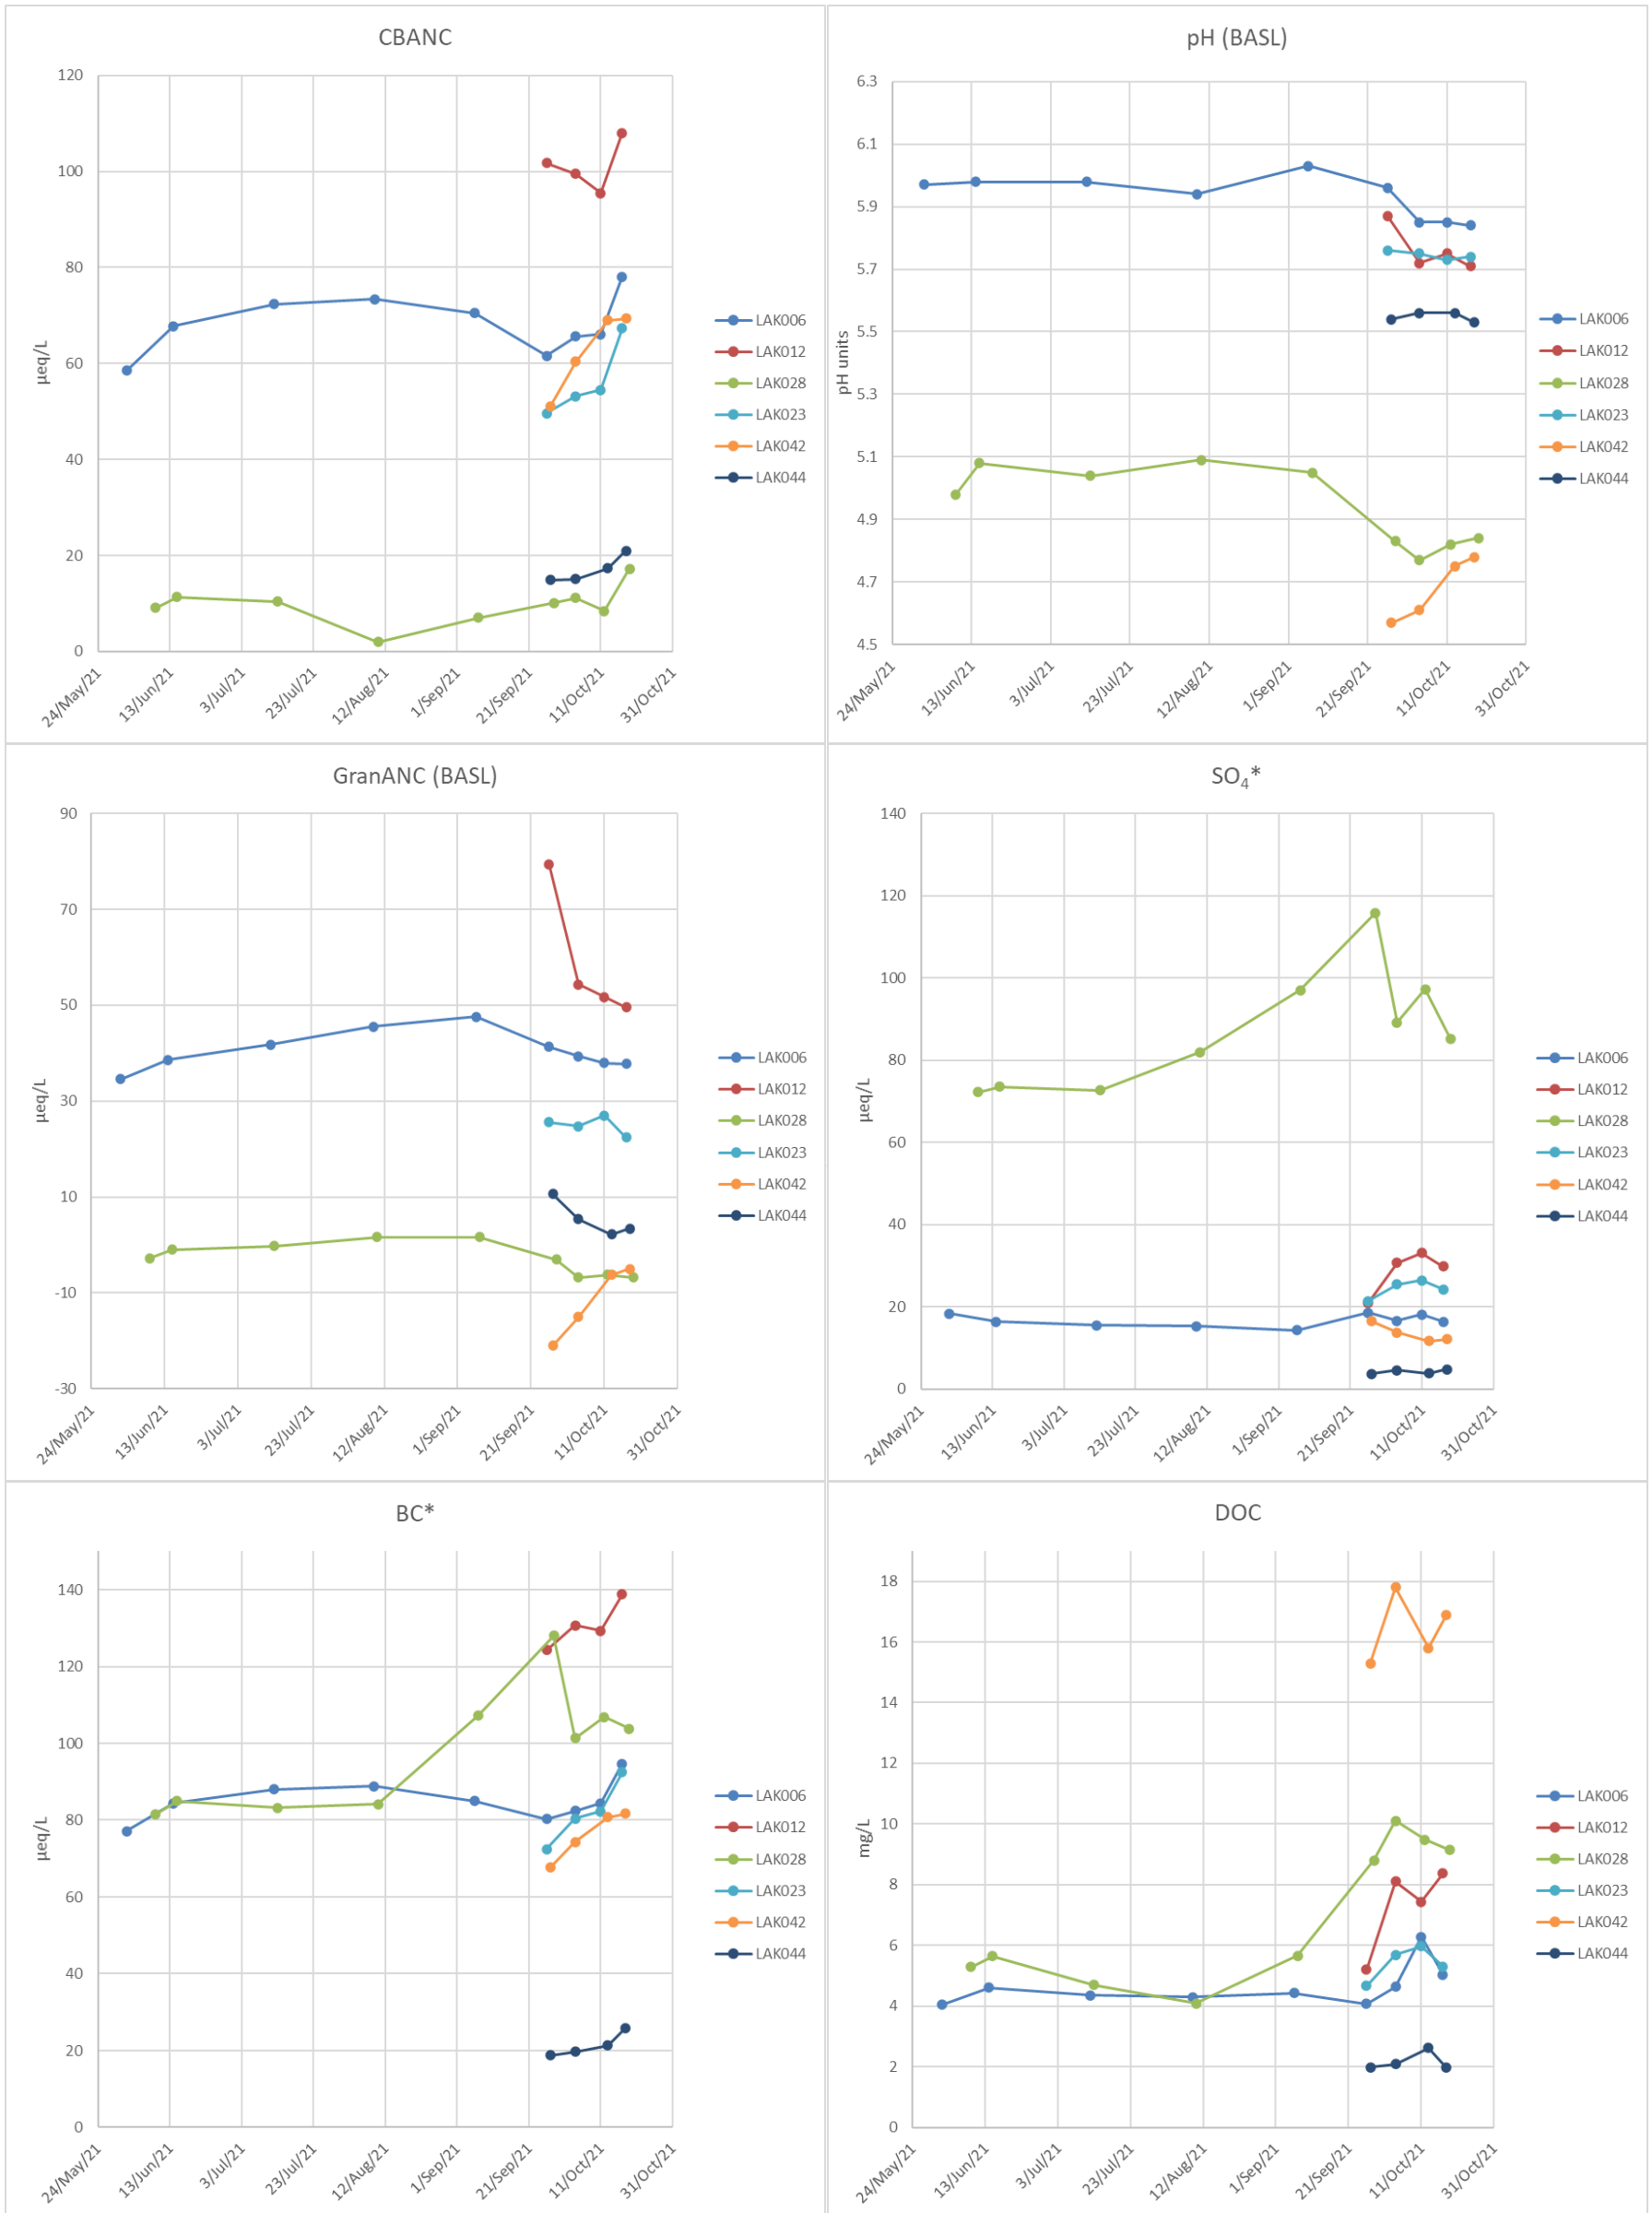 CBANC
120
100
80
60
40
20
0
µeq/L
24/May/21
13/Jun/21
3/Jul/21
23/Jul/21
12/Aug/21
1/Sep/21
21/Sep/21
11/Oct/21
31/Oct/21
LAK006
LAK012
LAK028
LAK023
LAK042
LAK044
pH (BASL)
6.3
6.1
5.9
5.7
5.5
5.3
5.1
4.9
4.7
4.5
pH units
24/May/21
13/Jun/21
3/Jul/21
23/Jul/21
12/Aug/21
1/Sep/21
21/Sep/21
11/Oct/21
31/Oct/21
LAK006
LAK012
LAK028
LAK023
LAK042
LAK044
GranANC (BASL)
90
70
50
30
10
-10
-30
µeq/L
24/May/21
13/Jun/21
3/Jul/21
23/Jul/21
12/Aug/21
1/Sep/21
21/Sep/21
11/Oct/21
31/Oct/21
LAK006
LAK012
LAK028
LAK023
LAK042
LAK044
SO₄*
140
120
100
80
60
40
20
0
µeq/L
24/May/21
13/Jun/21
3/Jul/21
23/Jul/21
12/Aug/21
1/Sep/21
21/Sep/21
11/Oct/21
31/Oct/21
LAK006
LAK012
LAK028
LAK023
LAK042
LAK044
BC*
140
120
100
80
60
40
20
0
µeq/L
24/May/21
13/Jun/21
3/Jul/21
23/Jul/21
12/Aug/21
1/Sep/21
21/Sep/21
11/Oct/21
31/Oct/21
LAK006
LAK012
LAK028
LAK023
LAK042
LAK044
DOC
18
16
14
12
10
8
6
4
2
0
mg/L
24/May/21
13/Jun/21
3/Jul/21
23/Jul/21
12/Aug/21
1/Sep/21
21/Sep/21
11/Oct/21
31/Oct/21
LAK006
LAK012
LAK028
LAK023
LAK042
LAK044